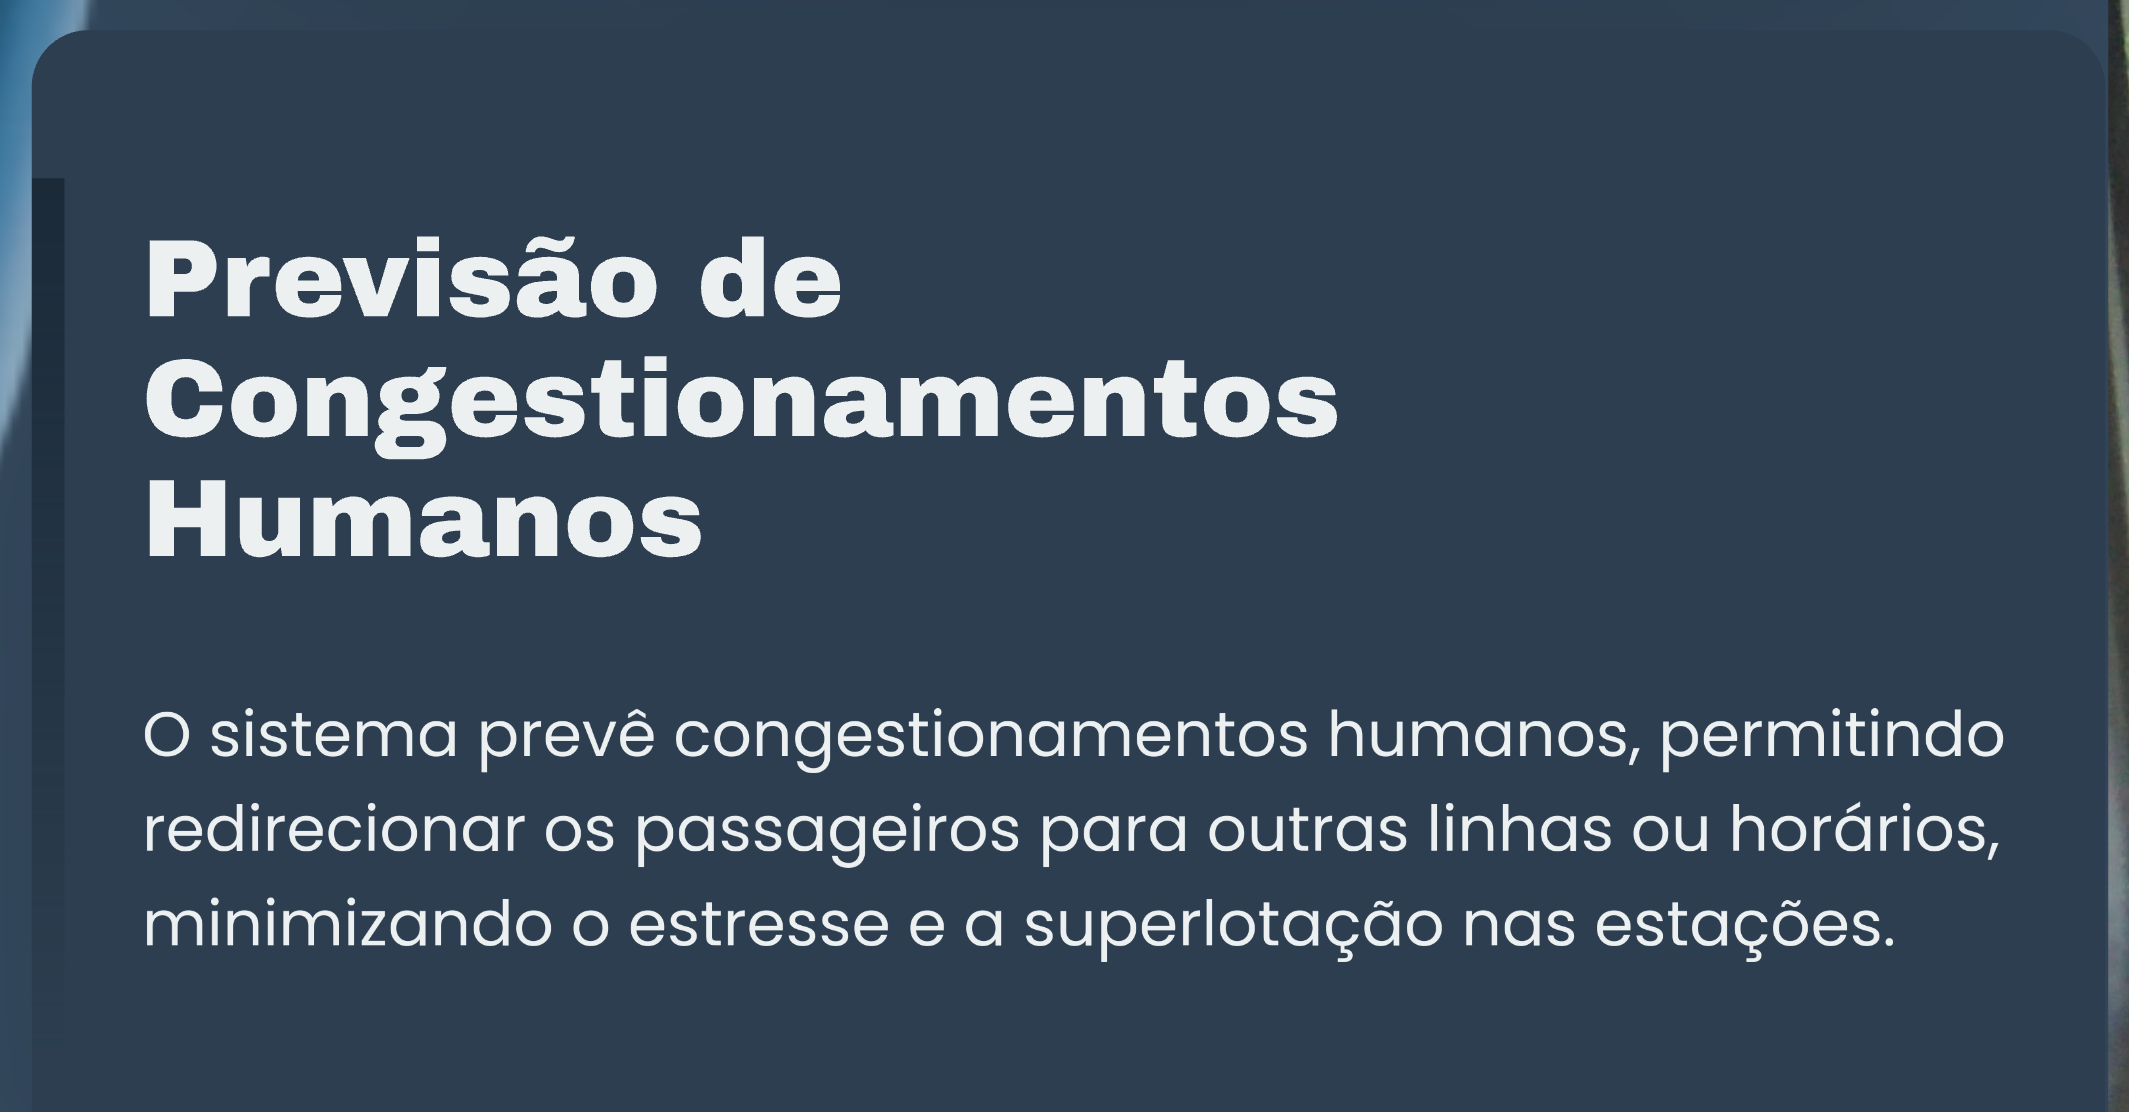 Previsão de
Congestionamentos
Humanos
O sistema prevê congestionamentos humanos, permitindo
redirecionar os passageiros para outras linhas ou horários,
minimizando o estresse e a superlotação nas estações.